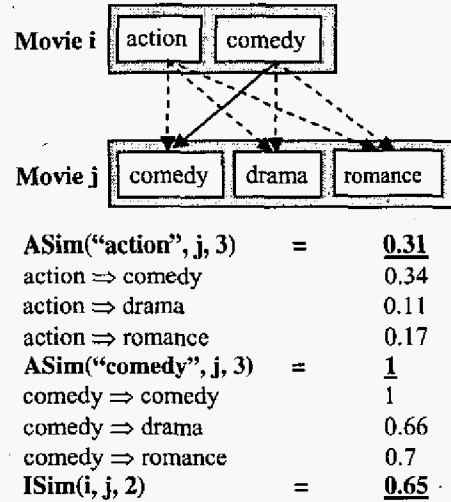 Movie i action comedy
Movie j comedy drama romance
ASim(“action”, j, 3) = 0.31
action ⇒ comedy 0.34
action ⇒ drama 0.11
action ⇒ romance 0.17
ASim(“comedy”, j, 3) = 1
comedy ⇒ comedy 1
comedy ⇒ drama 0.66
comedy ⇒ romance 0.7
ISim(i, j, 2) = 0.65